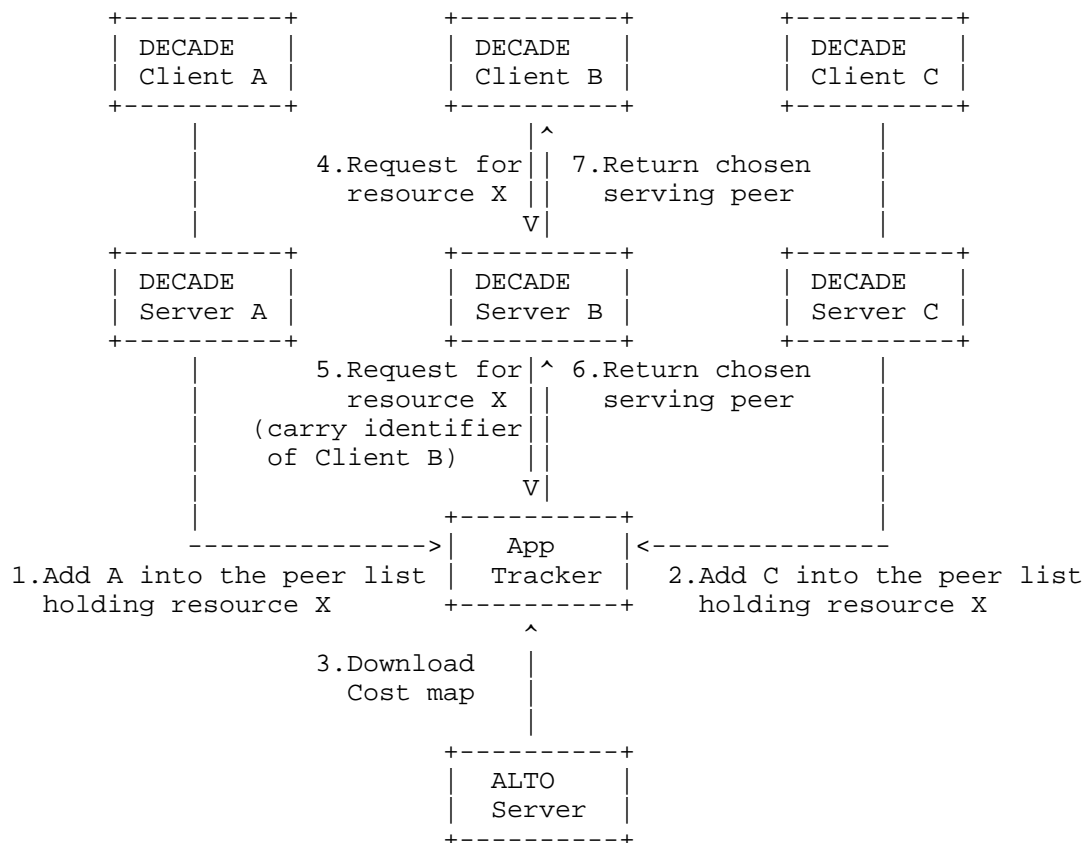 DECADE DECADE DECADE
Client A Client B Client C
4.Request for 7.Return chosen
resource X serving peer
DECADE DECADE DECADE
Server A Server B Server C
5.Request for 6.Return chosen
resource X serving peer
(carry identifier
of Client B)
App
1.Add A into the peer list Tracker 2.Add C into the peer list
holding resource X holding resource X
3.Download
Cost map
ALTO
Server